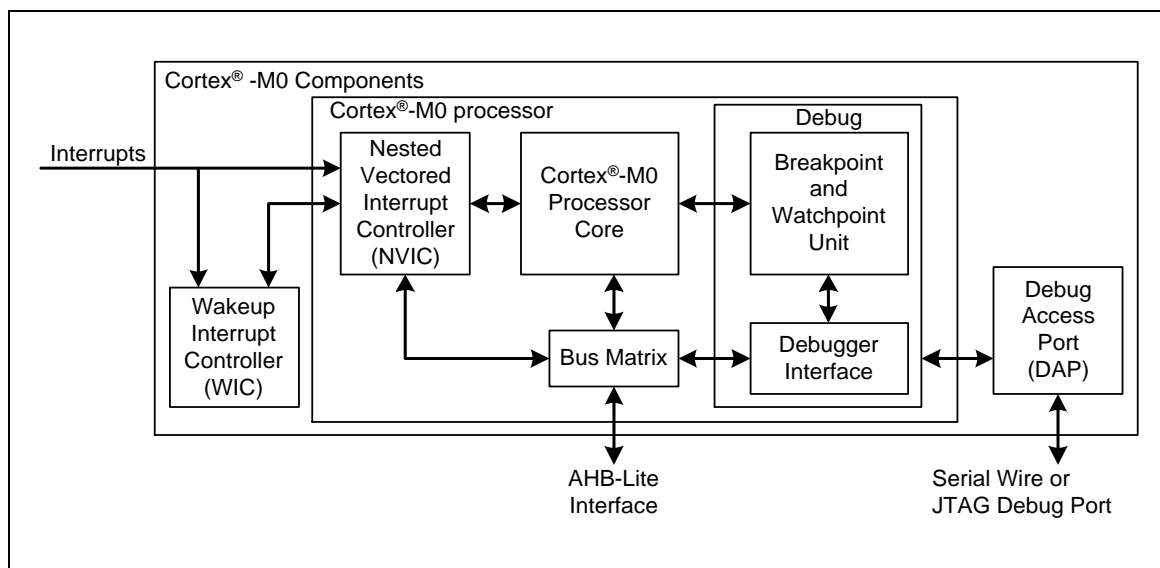 Cortex® -M0 Components
Cortex®-M0 processor
Debug
Interrupts
Nested
Vectored
Interrupt
Controller
(NVIC)
Cortex®-M0
Processor
Core
Breakpoint
and
Watchpoint
Unit
Wakeup
Interrupt
Controller
(WIC)
Bus Matrix
Debugger
Interface
Debug
Access
Port
(DAP)
AHB-Lite
Interface
Serial Wire or
JTAG Debug Port